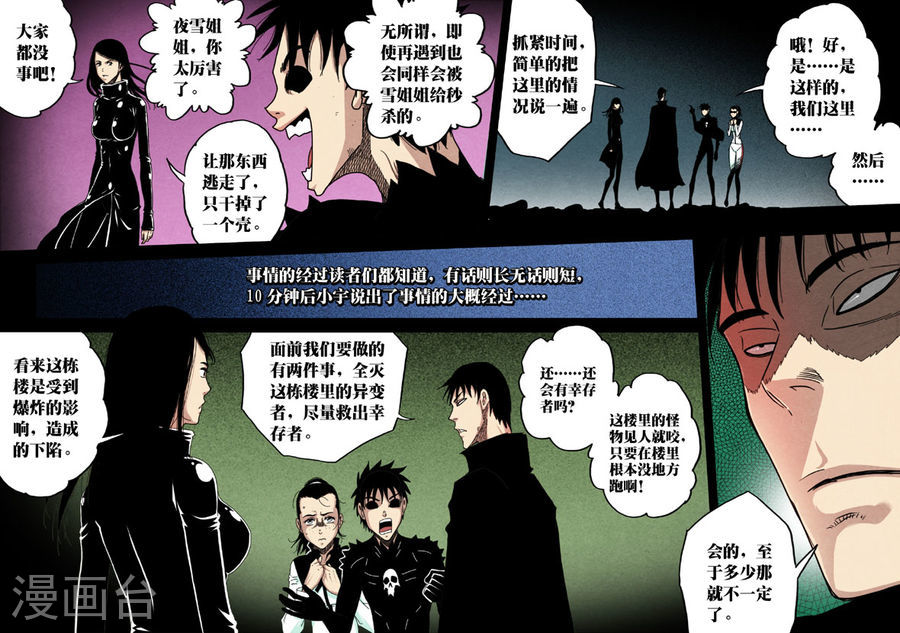 大家
都没
事吧！
夜雪姐
姐，你
太厉害
了。
让那东西
逃走了，
只干掉了
一个壳。
无所谓，即
使再遇到也
会同样会被
雪姐姐给秒
杀的。
抓紧时间，
简单的把
这里的情
况说一遍。
哦！好，
是……是
这样的，
我们这里
……
然后
……
事情的经过读者们都知道，有话则长无话则短，
10分钟后小宇说出了事情的大概经过……
看来这栋
楼是受到
爆炸的影
响，造成
的下陷。
面前我们要做的
有两件事，全灭
这栋楼里的异变
者，尽量救出幸
存者。
还……还
会有幸存
者吗？
这楼里的怪
物见人就咬，
只要在楼里
根本没地方
跑啊！
会的，至
于多少那
就不一定
了。
漫画台